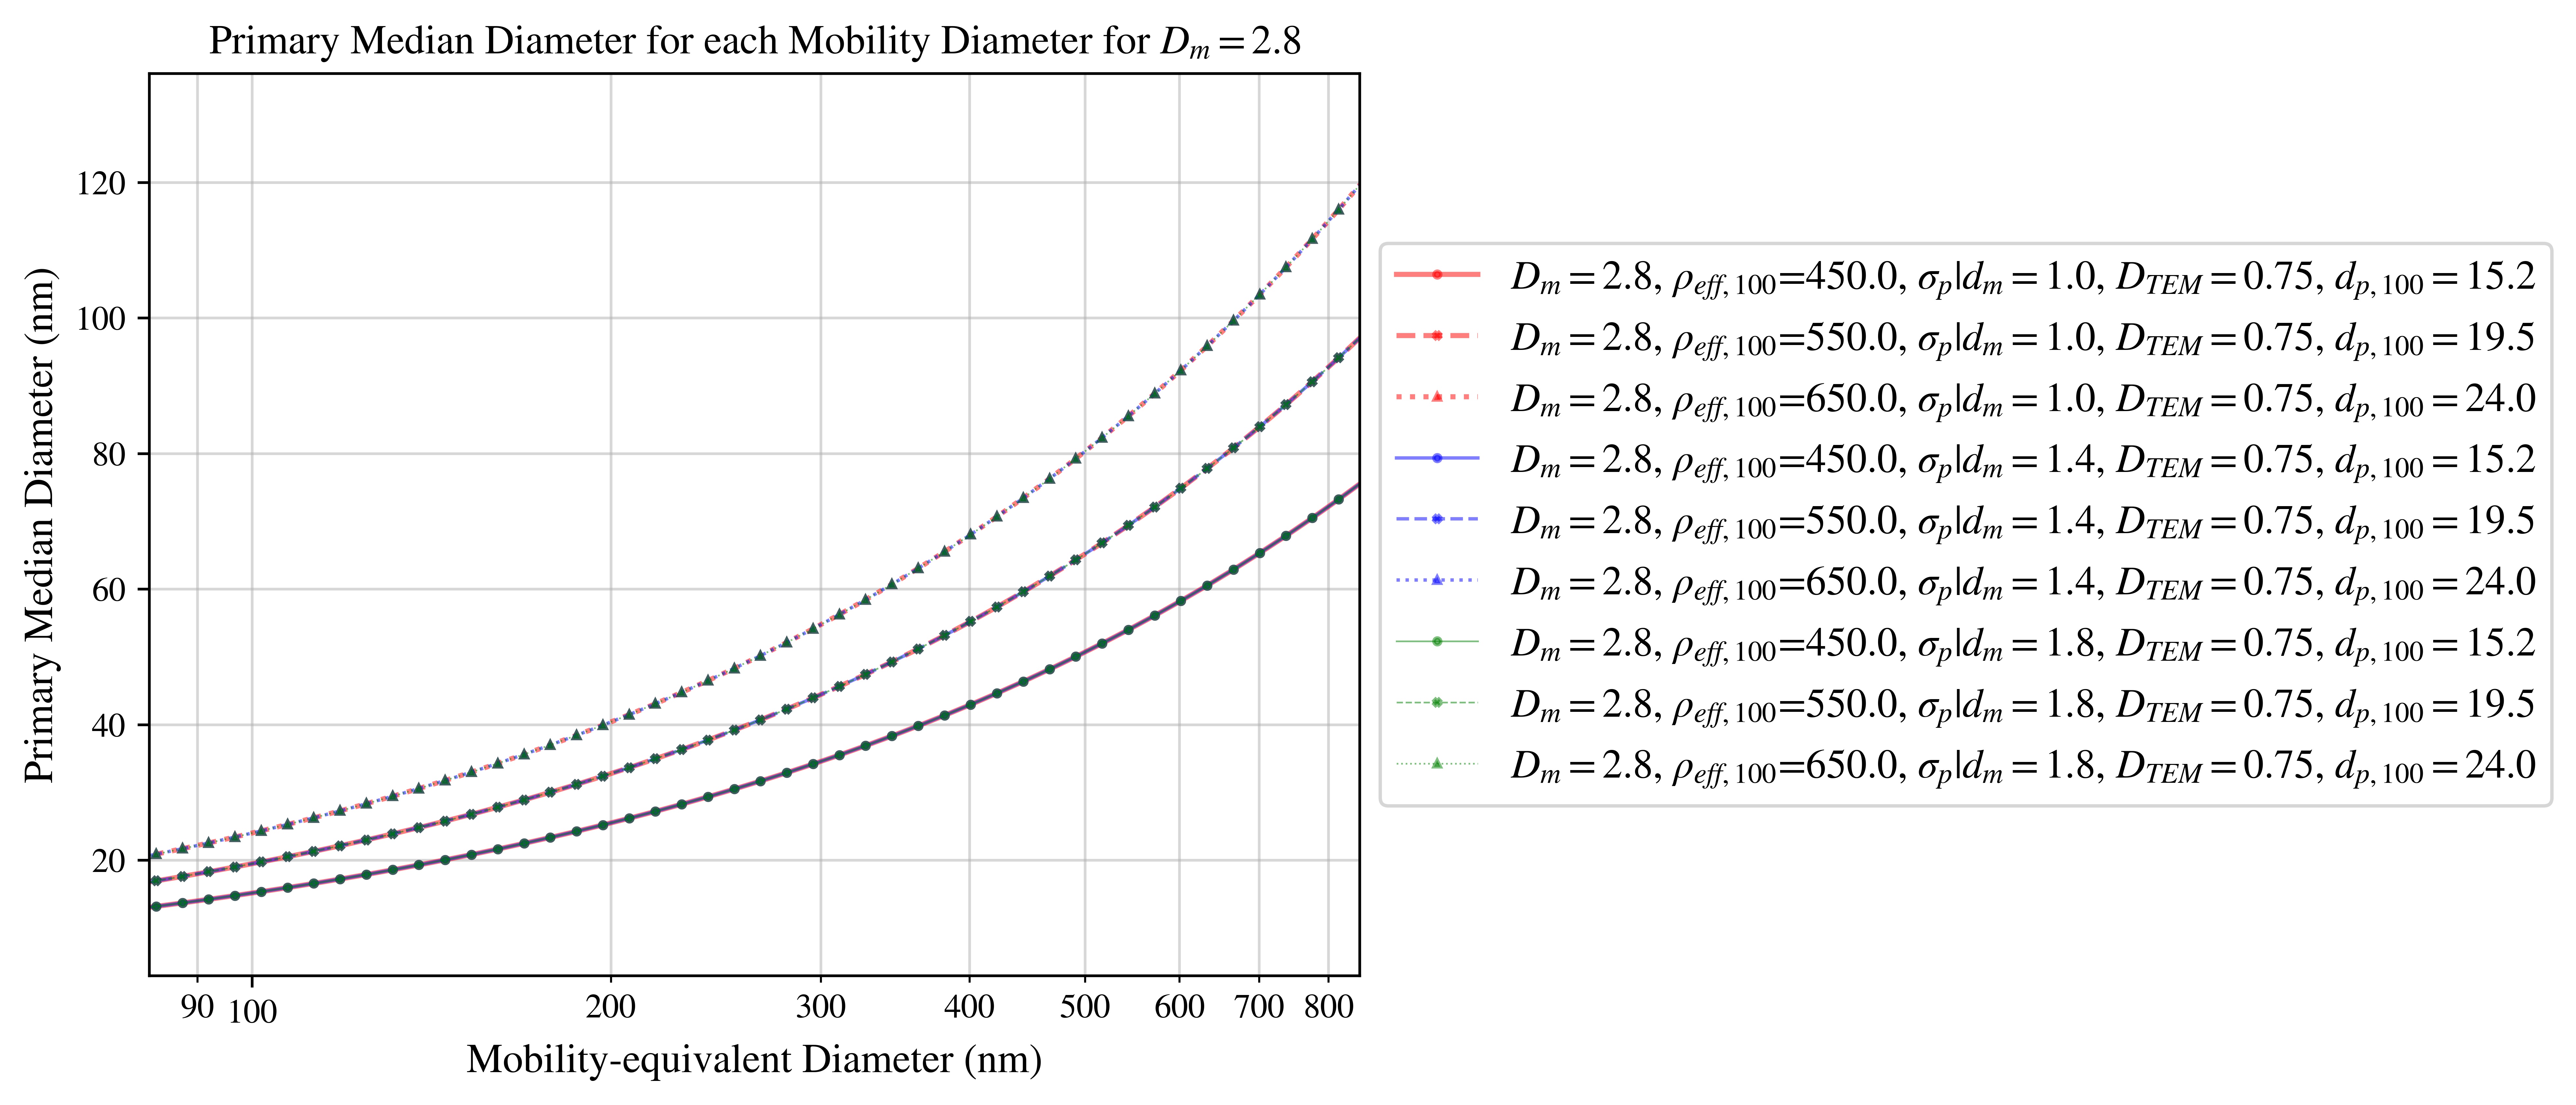 Primary Median Diameter for each Mobility Diameter for Dₘ = 2.8
Primary Median Diameter (nm)
120
100
80
60
40
20
90 100 200 300 400 500 600 700 800
Mobility-equivalent Diameter (nm)
D_m = 2.8, ρ_eff, 100=450.0, σ_p|d_m = 1.0, D_TEM = 0.75, d_p, 100 = 15.2
D_m = 2.8, ρ_eff, 100=550.0, σ_p|d_m = 1.0, D_TEM = 0.75, d_p, 100 = 19.5
D_m = 2.8, ρ_eff, 100=650.0, σ_p|d_m = 1.0, D_TEM = 0.75, d_p, 100 = 24.0
D_m = 2.8, ρ_eff, 100=450.0, σ_p|d_m = 1.4, D_TEM = 0.75, d_p, 100 = 15.2
D_m = 2.8, ρ_eff, 100=550.0, σ_p|d_m = 1.4, D_TEM = 0.75, d_p, 100 = 19.5
D_m = 2.8, ρ_eff, 100=650.0, σ_p|d_m = 1.4, D_TEM = 0.75, d_p, 100 = 24.0
D_m = 2.8, ρ_eff, 100=450.0, σ_p|d_m = 1.8, D_TEM = 0.75, d_p, 100 = 15.2
D_m = 2.8, ρ_eff, 100=550.0, σ_p|d_m = 1.8, D_TEM = 0.75, d_p, 100 = 19.5
D_m = 2.8, ρ_eff, 100=650.0, σ_p|d_m = 1.8, D_TEM = 0.75, d_p, 100 = 24.0